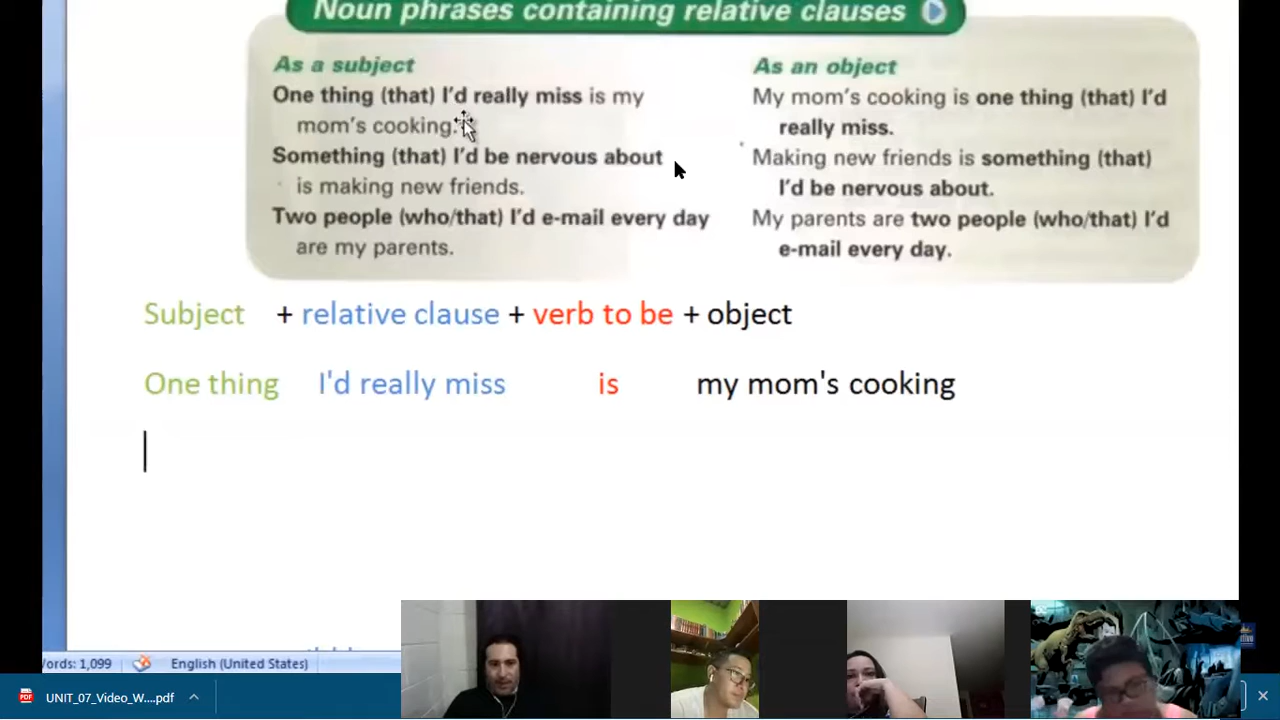 Noun phrases containing relative clauses
As a subject
One thing (that) I'd really miss is my
mom's cooking.
Something (that) I'd be nervous about
is making new friends.
Two people (who/that) I'd e-mail every day
are my parents.
As an object
My mom's cooking is one thing (that) I'd
really miss.
Making new friends is something (that)
I'd be nervous about.
My parents are two people (who/that) I'd
e-mail every day.
Subject + relative clause + verb to be + object
One thing I'd really miss is my mom's cooking
Words: 1,099 English (United States)
UNIT_07_Video_W....pdf